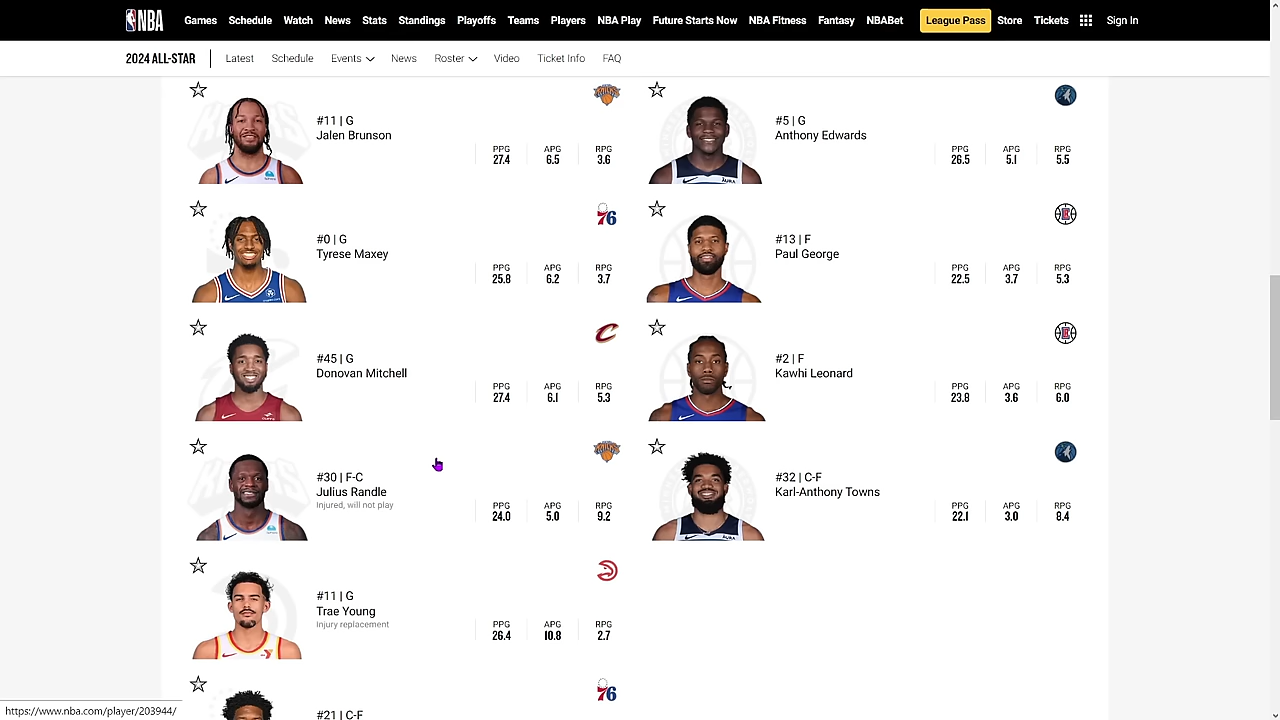 NBA Games Schedule Watch News Stats Standings Playoffs Teams Players NBA Play Future Starts Now NBA Fitness Fantasy NBABet League Pass Store Tickets Sign In
2024 ALL-STAR Latest Schedule Events News Roster Video Ticket Info FAQ
#11 | G
Jalen Brunson
PPG APG RPG
27.4 6.5 3.6
#5 | G
Anthony Edwards
PPG APG RPG
26.5 5.1 5.5
#0 | G
Tyrese Maxey
PPG APG RPG
25.8 6.2 3.7
#13 | F
Paul George
PPG APG RPG
22.5 3.7 5.3
#45 | G
Donovan Mitchell
PPG APG RPG
27.4 6.1 5.3
#2 | F
Kawhi Leonard
PPG APG RPG
23.8 3.6 6.0
#30 | F-C
Julius Randle
Injured, will not play
PPG APG RPG
24.0 5.0 9.2
#32 | C-F
Karl-Anthony Towns
PPG APG RPG
22.1 3.0 8.4
#11 | G
Trae Young
Injury replacement
PPG APG RPG
26.4 10.8 2.7
#21 | C-F
https://www.nba.com/player/203944/